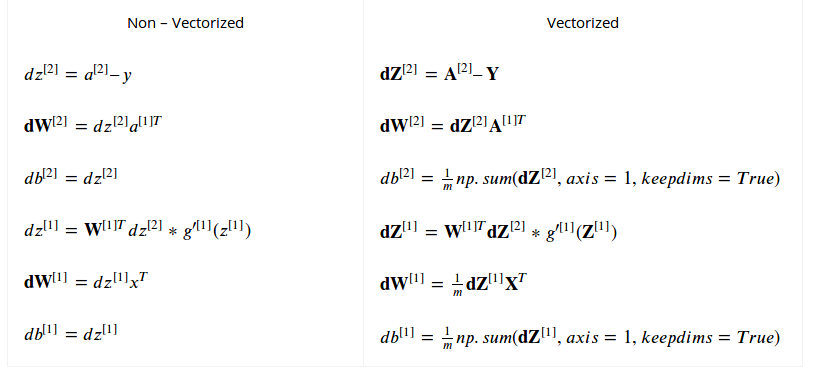 Non – Vectorized Vectorized
dz^[2] = a^[2] – y dZ^[2] = A^[2] – Y
dW^[2] = dz^[2] a^[1]T dW^[2] = dZ^[2] A^[1]T
db^[2] = dz^[2] db^[2] = 1/m np. sum(dZ^[2], axis = 1, keepdims = True)
dz^[1] = W^[1]T dz^[2] * g′^[1](z^[1]) dZ^[1] = W^[1]T dZ^[2] * g′^[1](Z^[1])
dW^[1] = dz^[1] x^T dW^[1] = 1/m dZ^[1] X^T
db^[1] = dz^[1] db^[1] = 1/m np. sum(dZ^[1], axis = 1, keepdims = True)